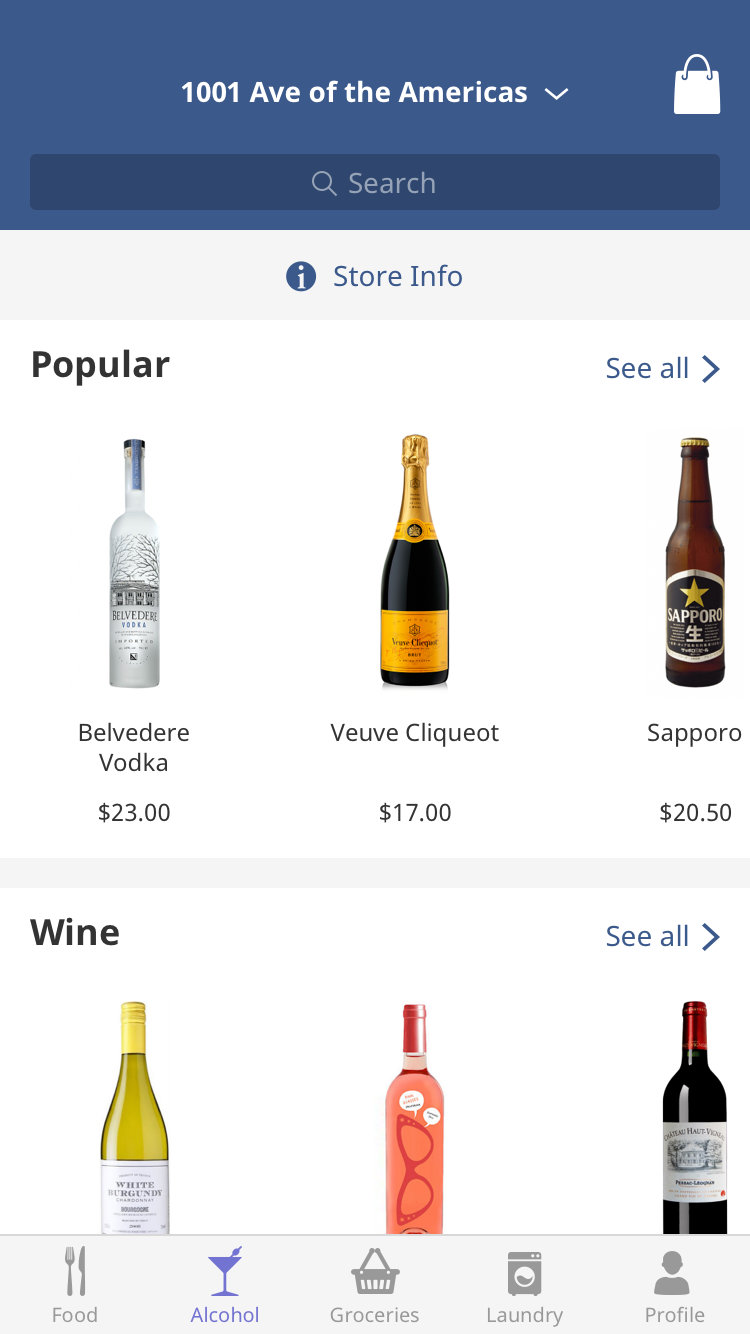 1001 Ave of the Americas
Search
Store Info
Popular
See all
BELVEDERE
VODKA
IMPORTED
Veuve Clicquot
BRUT
SAPPORO
生
Belvedere
Vodka
Veuve Cliqueot
Sapporo
$23.00
$17.00
$20.50
Wine
See all
WHITE
BURGUNDY
CHARDONNAY
BOURGOGNE
CHÂTEAU HAUT-VIGNEAU
PESSAC-LÉOGNAN
Food
Alcohol
Groceries
Laundry
Profile